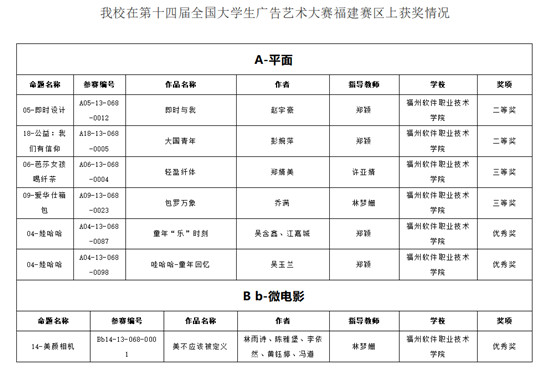 我校在第十四届全国大学生广告艺术大赛福建赛区上获奖情况
A-平面
命题名称 参赛编号 作品名称 作者 指导教师 学校 奖项
05-即时设计 A05-13-068-0012 即时与我 赵宇豪 郑颖 福州软件职业技术学院 二等奖
18-公益：我们有信仰 A18-13-068-0005 大国青年 彭婉萍 郑颖 福州软件职业技术学院 二等奖
06-芭莎女孩喝纤茶 A06-13-068-0004 轻盈纤体 郑倩美 许亚倩 福州软件职业技术学院 三等奖
09-爱华仕箱包 A09-13-068-0023 包罗万象 乔茜 林梦姗 福州软件职业技术学院 三等奖
04-娃哈哈 A04-13-068-0087 童年“乐”时刻 吴含鑫、江嘉城 郑颖 福州软件职业技术学院 优秀奖
04-娃哈哈 A04-13-068-0098 哇哈哈-童年回忆 吴玉兰 郑颖 福州软件职业技术学院 优秀奖
B b-微电影
命题名称 参赛编号 作品名称 作者 指导教师 学校 奖项
14-美颜相机 Bb14-13-068-0001 美不应该被定义 林雨诗、陈雅堡、李依然、黄钰婷、冯道 林梦姗 福州软件职业技术学院 优秀奖